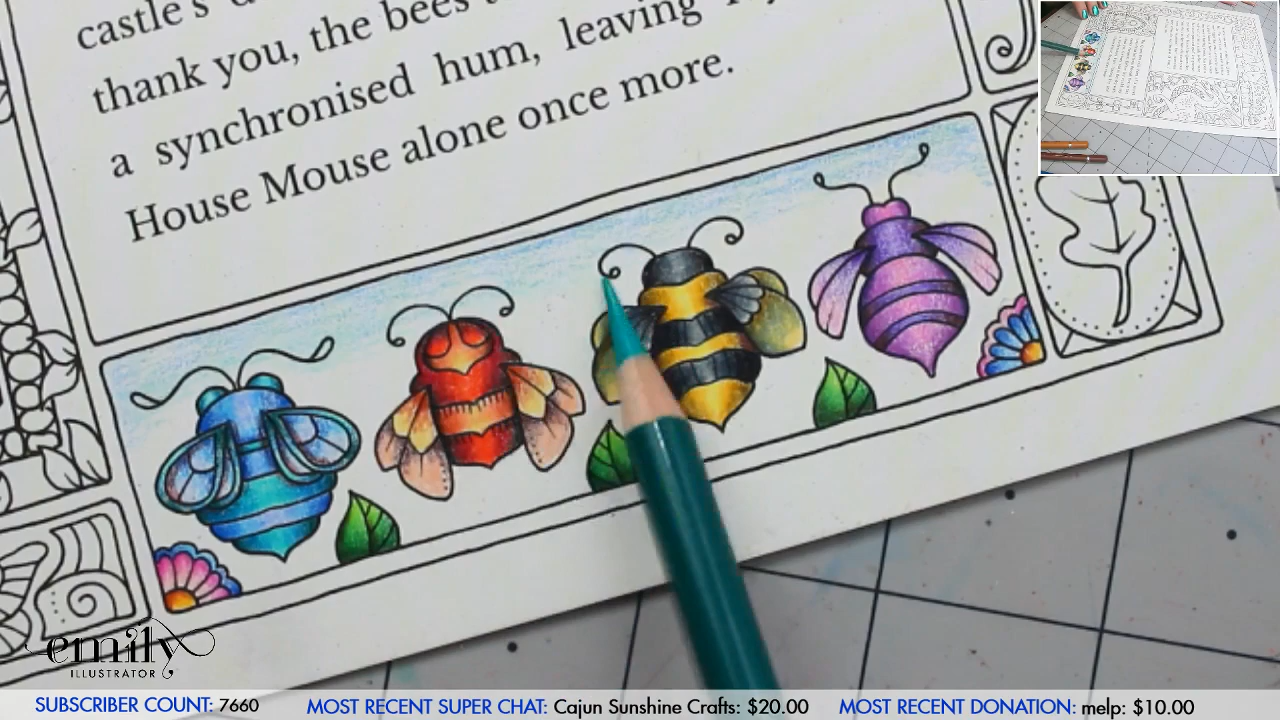 castle's
thank you, the bees
a synchronised hum, leaving
House Mouse alone once more.
emily
ILLUSTRATOR
SUBSCRIBER COUNT: 7660 MOST RECENT SUPER CHAT: Cajun Sunshine Crafts: $20.00 MOST RECENT DONATION: melp: $10.00